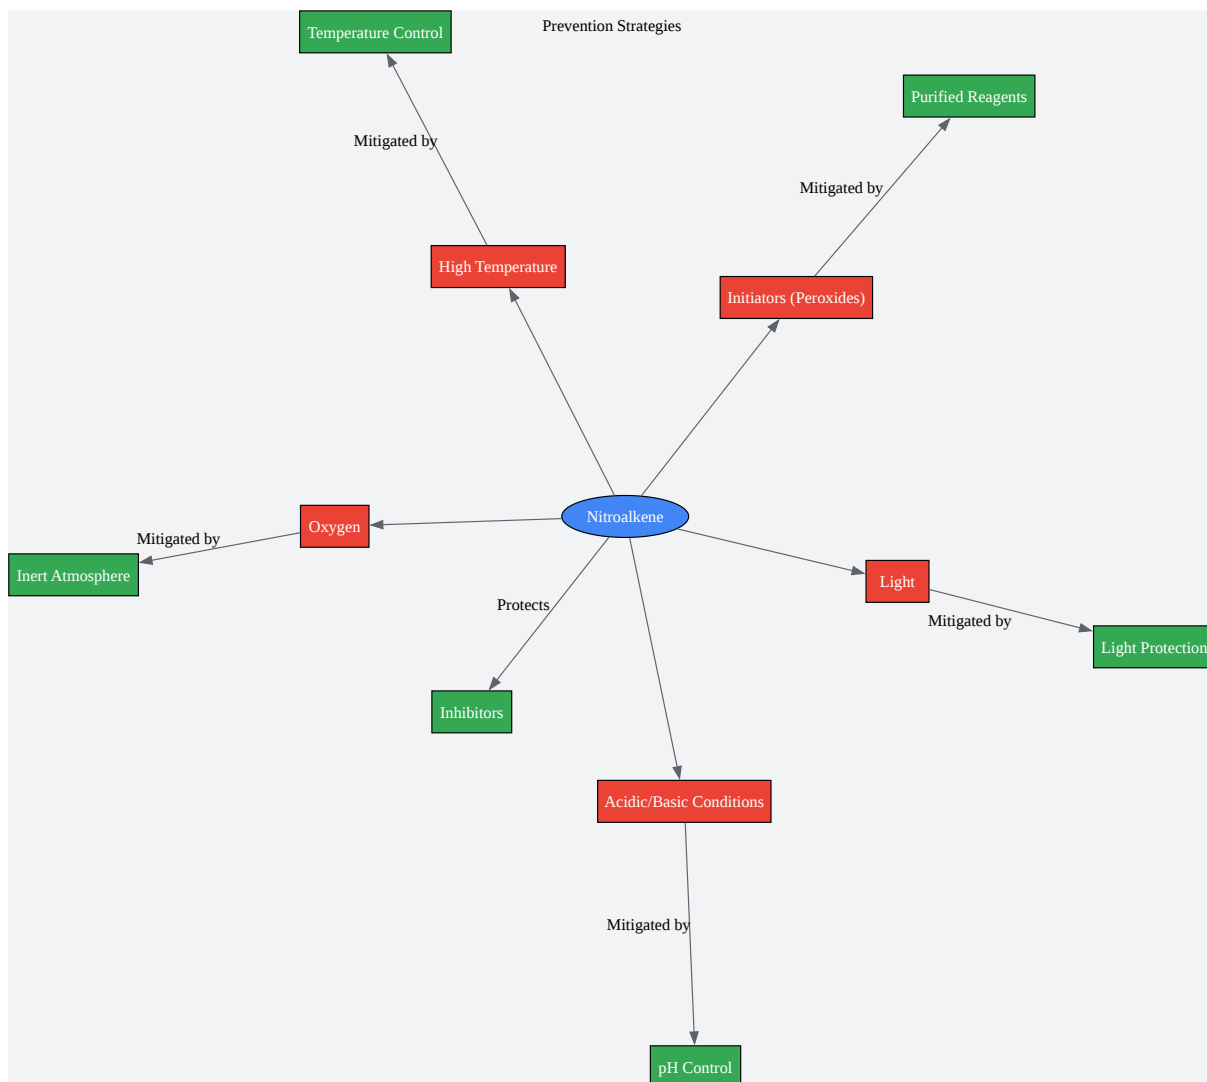 Temperature Control
Prevention Strategies
Purified Reagents
Mitigated by
Mitigated by
High Temperature
Initiators (Peroxides)
Nitroalkene
Oxygen
Mitigated by
Inert Atmosphere
Light
Protects
Mitigated by
Light Protection
Inhibitors
Acidic/Basic Conditions
Mitigated by
pH Control